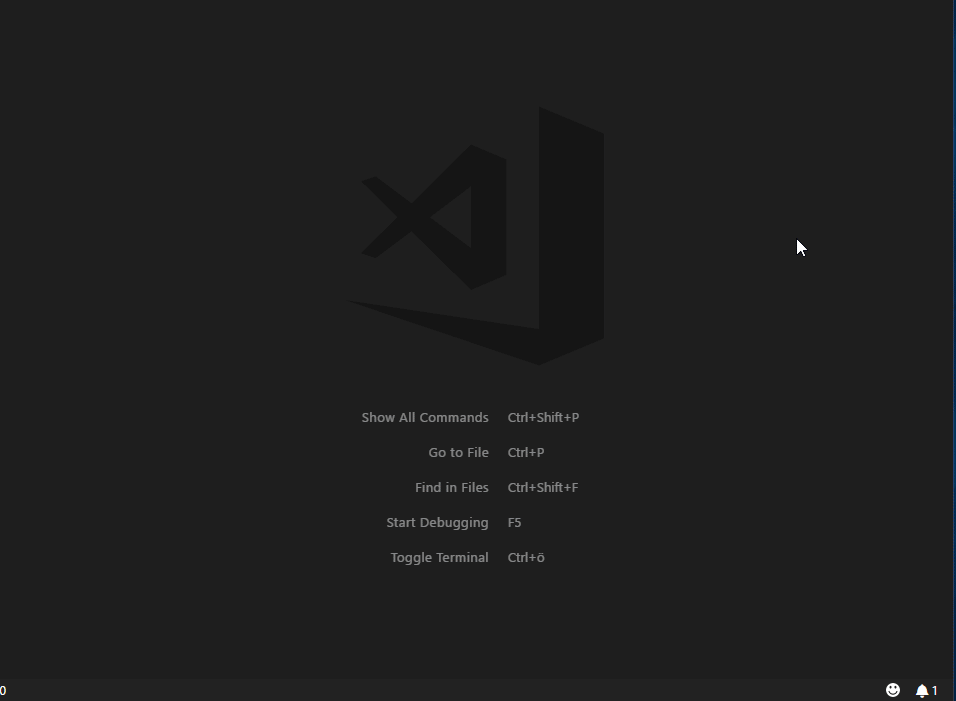 Show All Commands Ctrl+Shift+P
Go to File Ctrl+P
Find in Files Ctrl+Shift+F
Start Debugging F5
Toggle Terminal Ctrl+ö
0 1